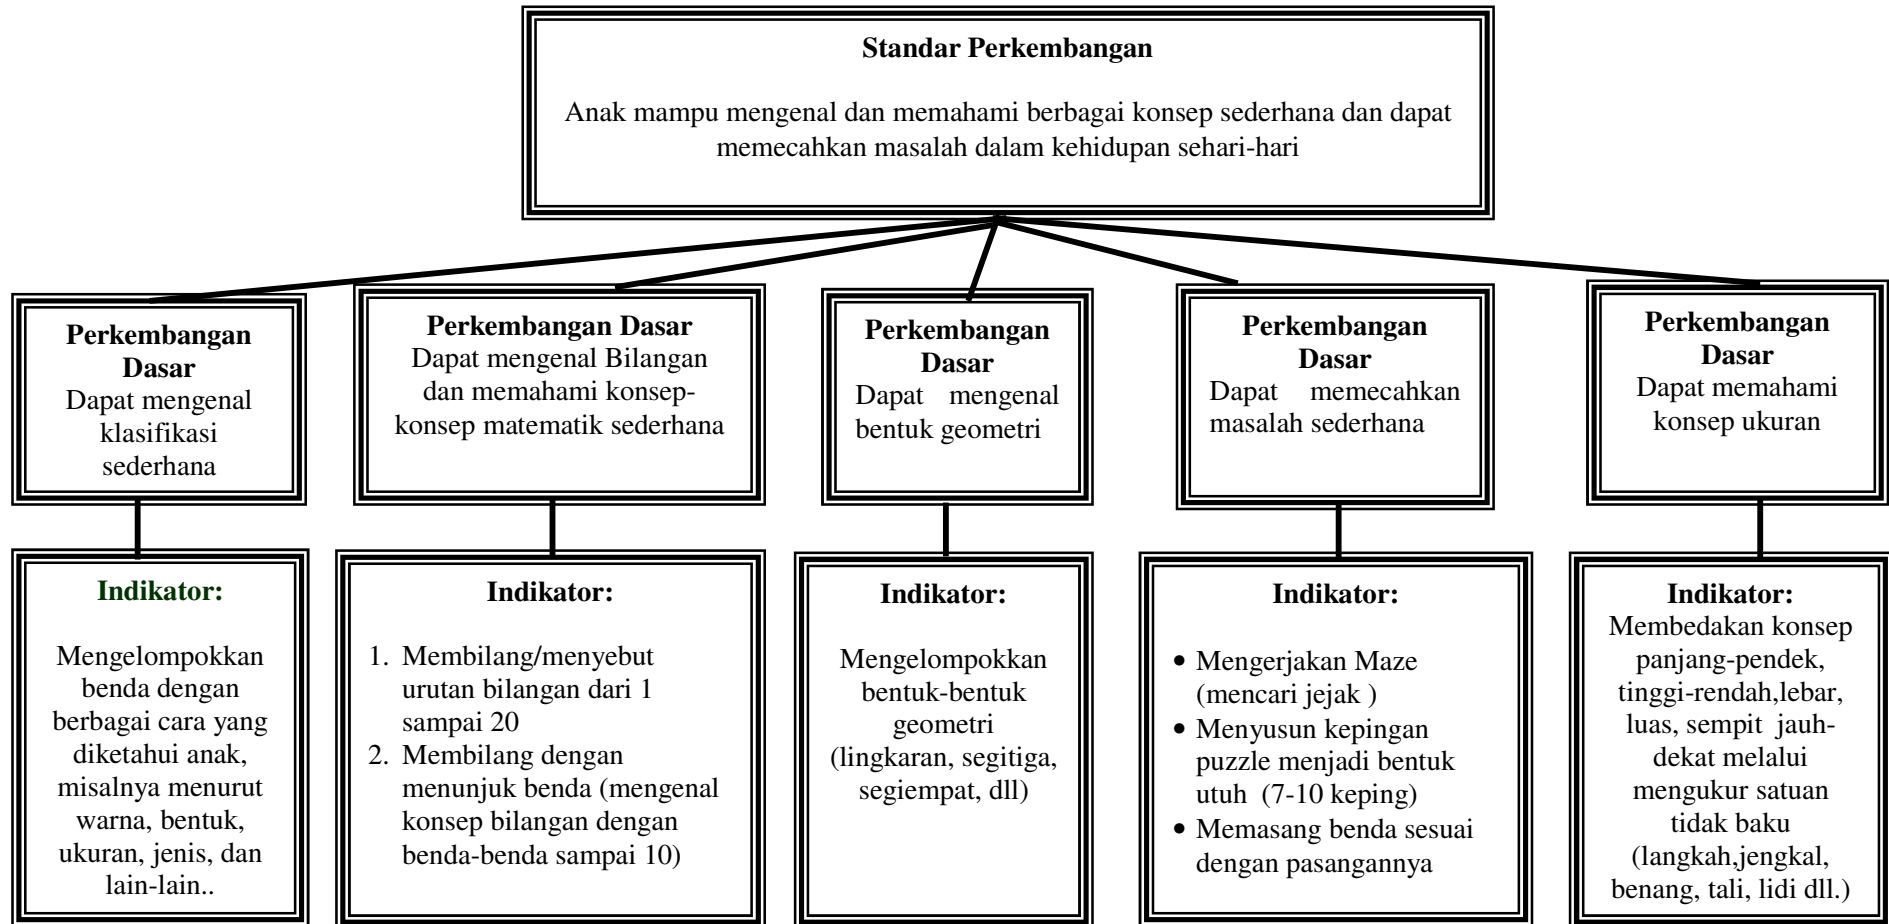 Standar Perkembangan
Anak mampu mengenal dan memahami berbagai konsep sederhana dan dapat
memecahkan masalah dalam kehidupan sehari-hari
Perkembangan
Dasar
Dapat mengenal
klasifikasi
sederhana
Perkembangan Dasar
Dapat mengenal Bilangan
dan memahami konsep-
konsep matematik sederhana
Perkembangan
Dasar
Dapat mengenal
bentuk geometri
Perkembangan
Dasar
Dapat memecahkan
masalah sederhana
Perkembangan
Dasar
Dapat memahami
konsep ukuran
Indikator:
Mengelompokkan
benda dengan
berbagai cara yang
diketahui anak,
misalnya menurut
warna, bentuk,
ukuran, jenis, dan
lain-lain..
Indikator:
1. Membilang/menyebut
urutan bilangan dari 1
sampai 20
2. Membilang dengan
menunjuk benda (mengenal
konsep bilangan dengan
benda-benda sampai 10)
Indikator:
Mengelompokkan
bentuk-bentuk
geometri
(lingkaran, segitiga,
segiempat, dll)
Indikator:
• Mengerjakan Maze
(mencari jejak )
• Menyusun kepingan
puzzle menjadi bentuk
utuh (7-10 keping)
• Memasang benda sesuai
dengan pasangannya
Indikator:
Membedakan konsep
panjang-pendek,
tinggi-rendah,lebar,
luas, sempit jauh-
dekat melalui
mengukur satuan
tidak baku
(langkah,jengkal,
benang, tali, lidi dll.)